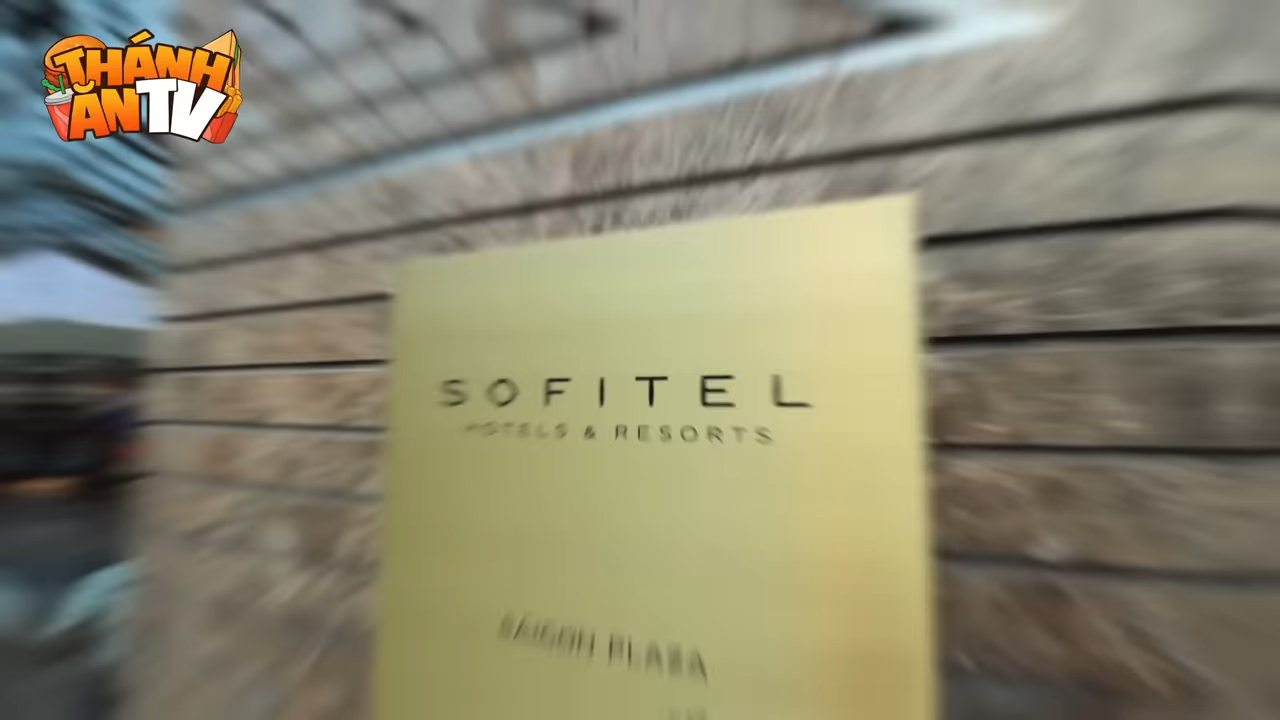 THÁNH
ĂN TV
SOFITEL
HOTELS & RESORTS
SAIGON PLAZA